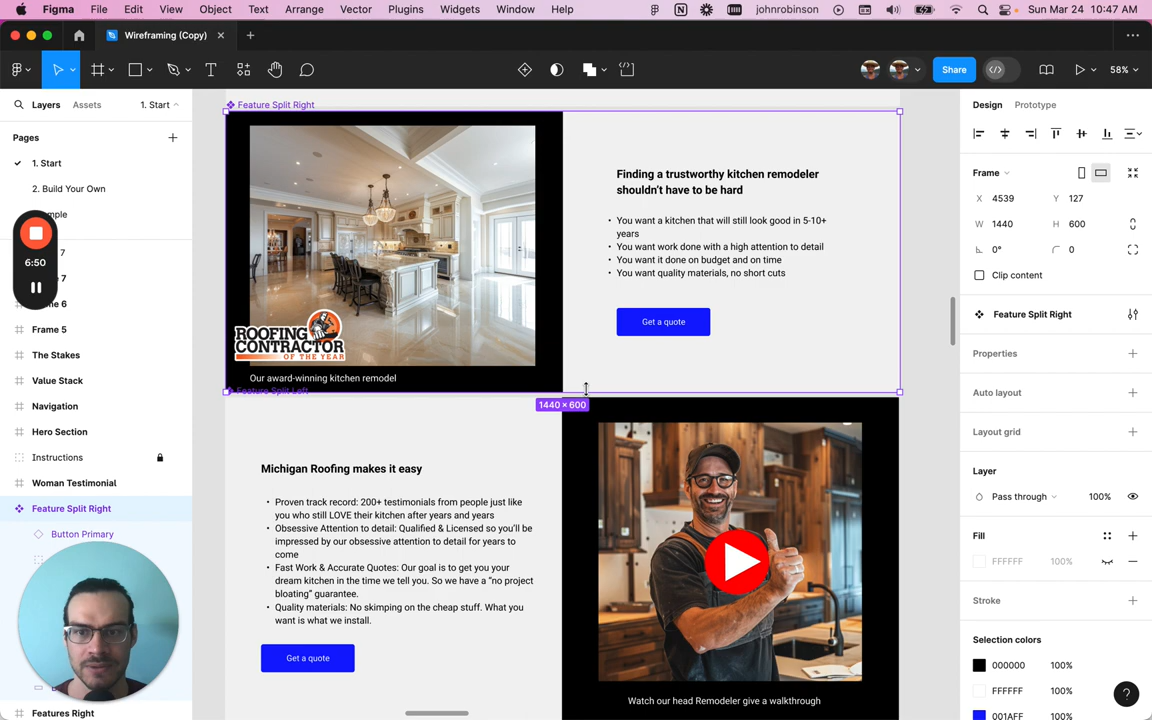 Figma File Edit View Object Text Arrange Vector Plugins Widgets Window Help johnrobinson Sun Mar 24 10:47 AM
Wireframing (Copy)
Share 58%
Layers Assets 1. Start
Pages
1. Start
2. Build Your Own
6:50
Frame 5
The Stakes
Value Stack
Navigation
Hero Section
Instructions
Woman Testimonial
Feature Split Right
Button Primary
Features Right
Feature Split Right
ROOFING
CONTRACTOR
OF THE YEAR
Our award-winning kitchen remodel
Finding a trustworthy kitchen remodeler
shouldn't have to be hard
• You want a kitchen that will still look good in 5-10+
years
• You want work done with a high attention to detail
• You want it done on budget and on time
• You want quality materials, no short cuts
Get a quote
Feature Split Left
1440 × 600
Michigan Roofing makes it easy
• Proven track record: 200+ testimonials from people just like
you who still LOVE their kitchen after years and years
• Obsessive Attention to detail: Qualified & Licensed so you'll be
impressed by our obsessive attention to detail for years to
come
• Fast Work & Accurate Quotes: Our goal is to get you your
dream kitchen in the time we tell you. So we have a "no project
bloating" guarantee.
• Quality materials: No skimping on the cheap stuff. What you
want is what we install.
Get a quote
Watch our head Remodeler give a walkthrough
Design Prototype
Frame
X 4539 Y 127
W 1440 H 600
0° 0
Clip content
Feature Split Right
Properties
Auto layout
Layout grid
Layer
Pass through 100%
Fill
FFFFFF 100%
Stroke
Selection colors
000000 100%
FFFFFF 100%
001AFF 100%
?